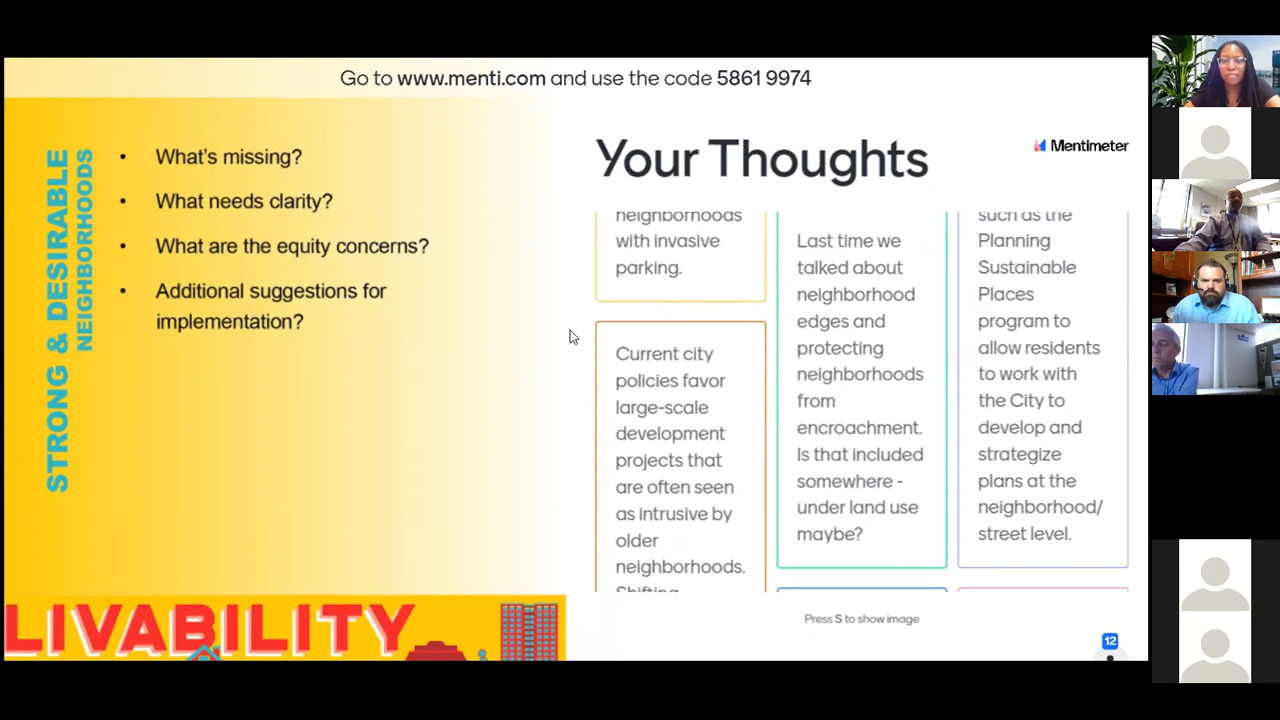 Go to www.menti.com and use the code 5861 9974
STRONG & DESIRABLE
NEIGHBORHOODS
• What's missing?
• What needs clarity?
• What are the equity concerns?
• Additional suggestions for
implementation?
LIVABILITY
Your Thoughts
Mentimeter
neighborhoods
with invasive
parking.
Current city
policies favor
large-scale
development
projects that
are often seen
as intrusive by
older
neighborhoods.
Shifting
Last time we
talked about
neighborhood
edges and
protecting
neighborhoods
from
encroachment.
Is that included
somewhere -
under land use
maybe?
such as the
Planning
Sustainable
Places
program to
allow residents
to work with
the City to
develop and
strategize
plans at the
neighborhood/
street level.
Press S to show image
12